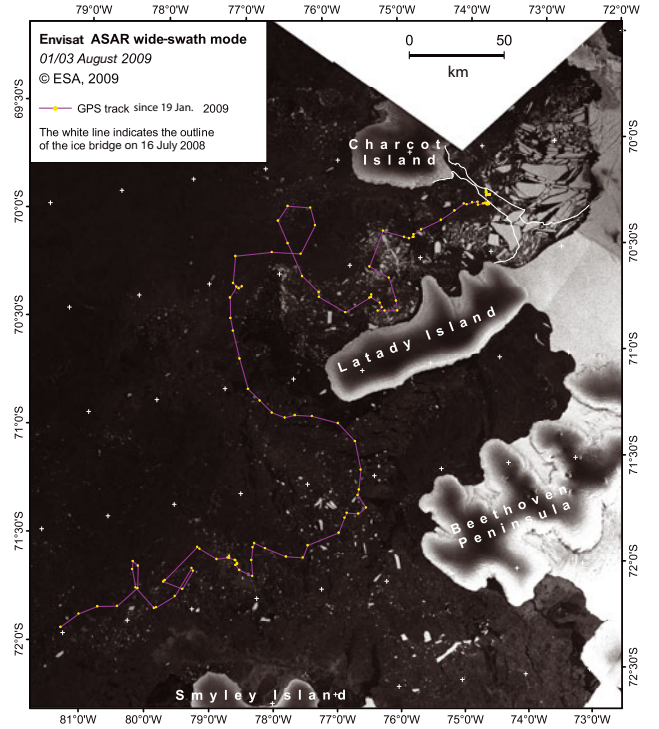 79°0'W 78°0'W 77°0'W 76°0'W 75°0'W 74°0'W 73°0'W 72°0'W
Envisat ASAR wide-swath mode
01/03 August 2009
© ESA, 2009
GPS track since 19 Jan. 2009
The white line indicates the outline
of the ice bridge on 16 July 2008
0 50
km
69°30'S
70°0'S
70°30'S
71°0'S
71°30'S
72°0'S
Charcot
Island
Latady Island
Beethoven
Peninsula
Smyley Island
70°0'S
70°30'S
71°0'S
71°30'S
72°0'S
72°30'S
81°0'W 80°0'W 79°0'W 78°0'W 77°0'W 76°0'W 75°0'W 74°0'W 73°0'W